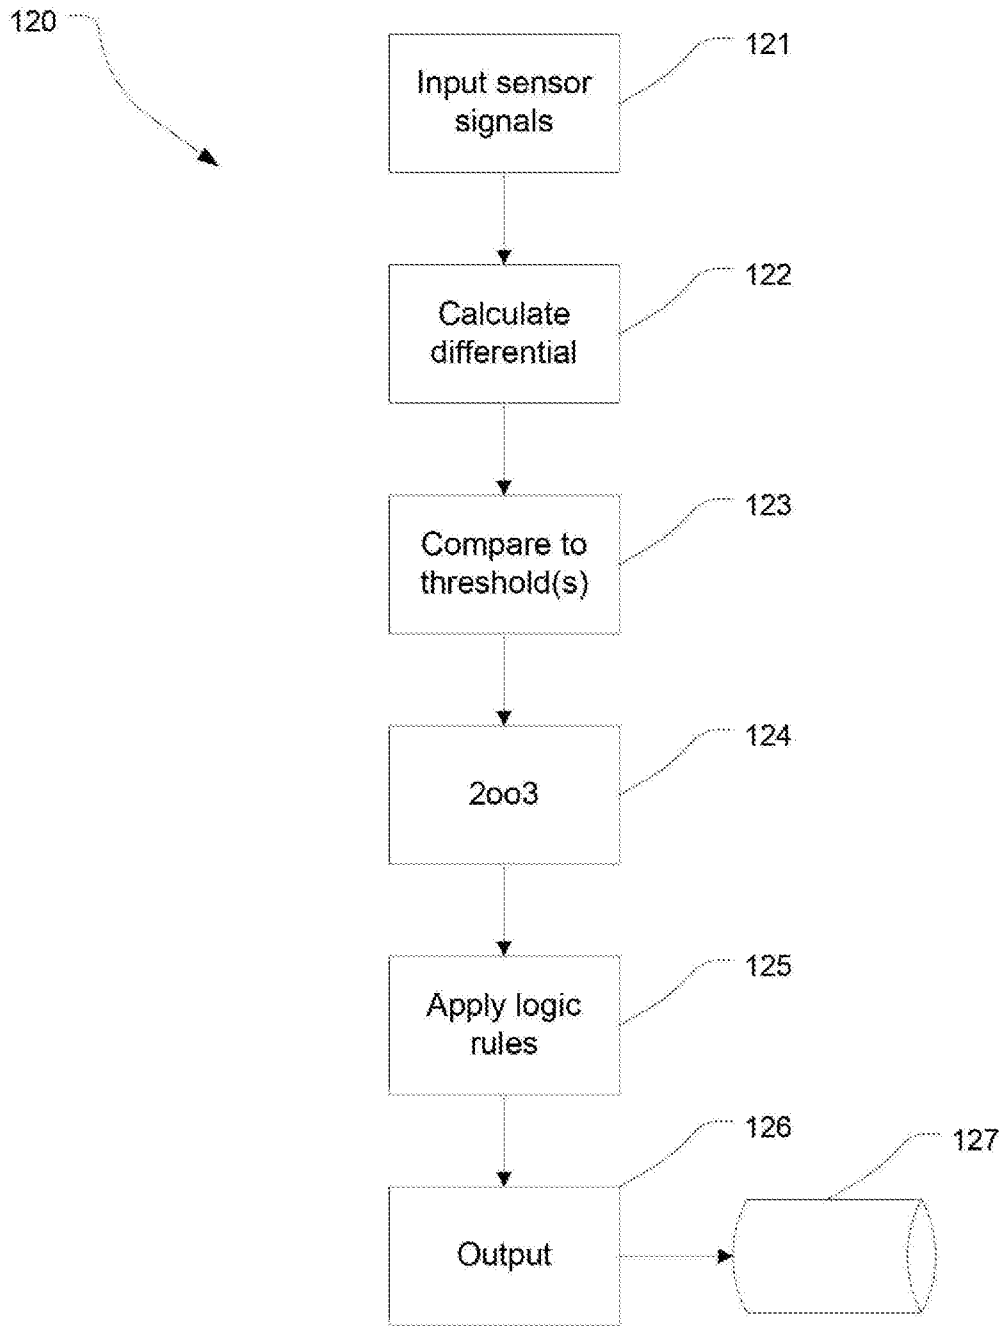 120
121
Input sensor
signals
122
Calculate
differential
123
Compare to
threshold(s)
124
2oo3
125
Apply logic
rules
126
127
Output